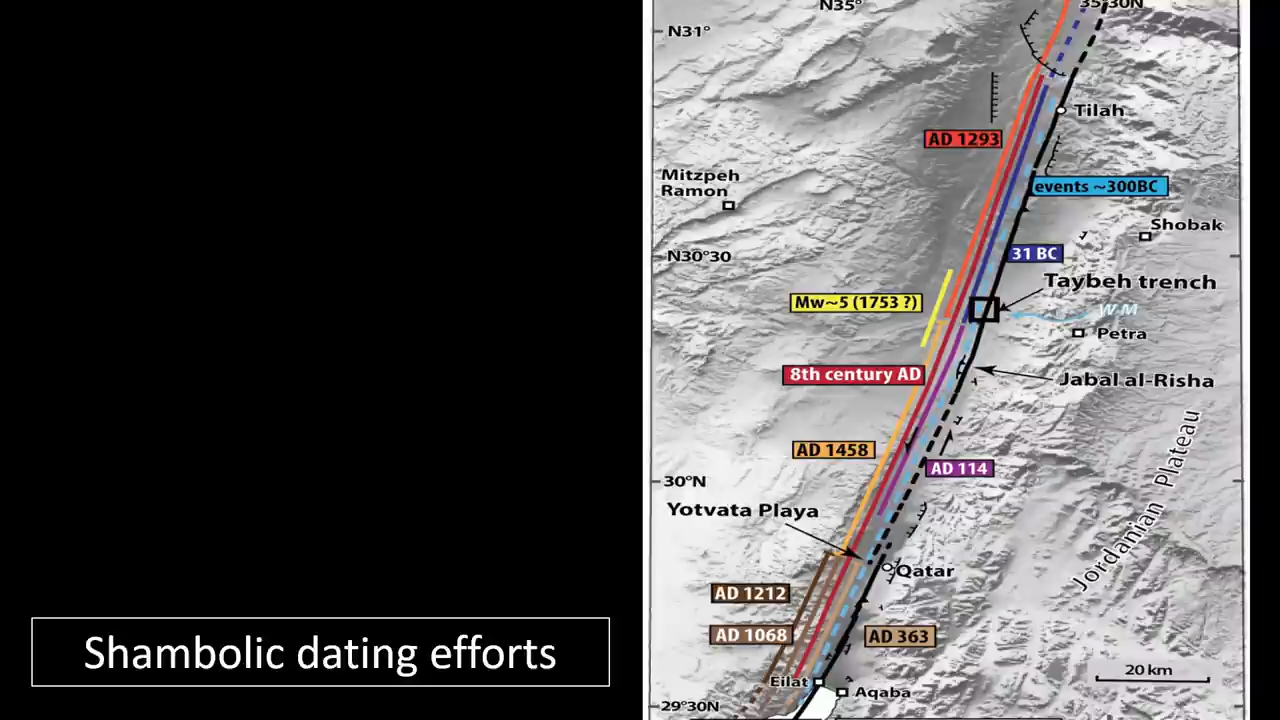 N35°
35°30N
N31°
Tilah
AD 1293
Mitzpeh
Ramon
events ~300BC
Shobak
N30°30
31 BC
Taybeh trench
Mw~5 (1753 ?)
WM
Petra
8th century AD
Jabal al-Risha
AD 1458
AD 114
30°N
Jordanian Plateau
Yotvata Playa
Qatar
AD 1212
AD 1068
AD 363
Shambolic dating efforts
20 km
Eilat
Aqaba
29°30N